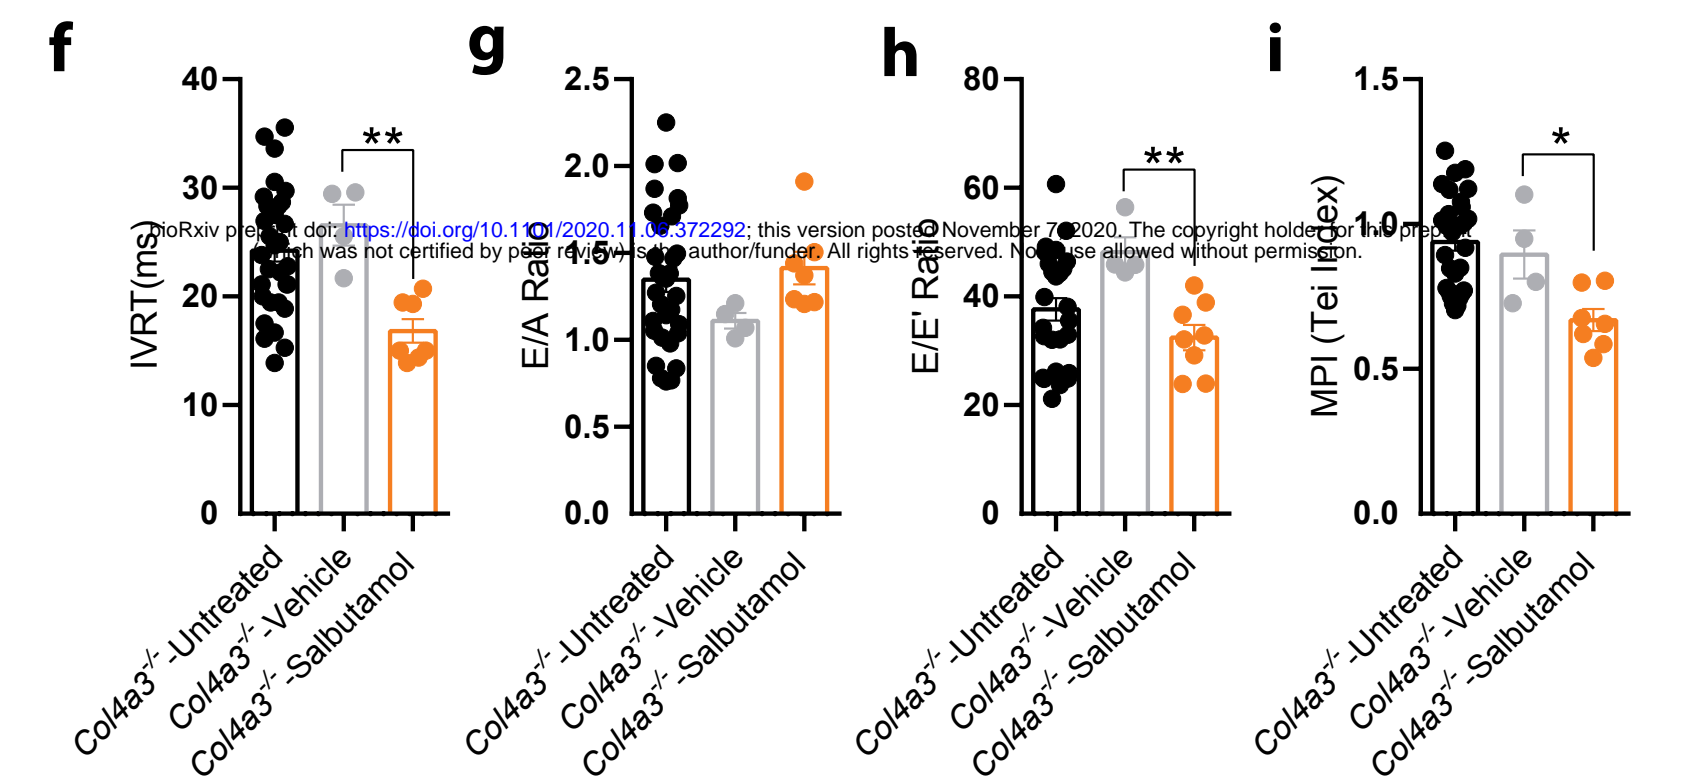 f
g
h
i
40
30
20
10
0
IVRT(ms)
**
Col4a3-/--Untreated
Col4a3-/--Vehicle
Col4a3-/--Salbutamol
2.5
2.0
1.5
1.0
0.5
0.0
E/A Ratio
Col4a3-/--Untreated
Col4a3-/--Vehicle
Col4a3-/--Salbutamol
80
60
40
20
0
E/E' Ratio
**
Col4a3-/--Untreated
Col4a3-/--Vehicle
Col4a3-/--Salbutamol
1.5
1.0
0.5
0.0
MPI (Tei Index)
*
Col4a3-/--Untreated
Col4a3-/--Vehicle
Col4a3-/--Salbutamol
bioRxiv preprint doi: https://doi.org/10.1101/2020.11.06.372292; this version posted November 7, 2020. The copyright holder for this preprint
which was not certified by peer review) is the author/funder. All rights reserved. No reuse allowed without permission.